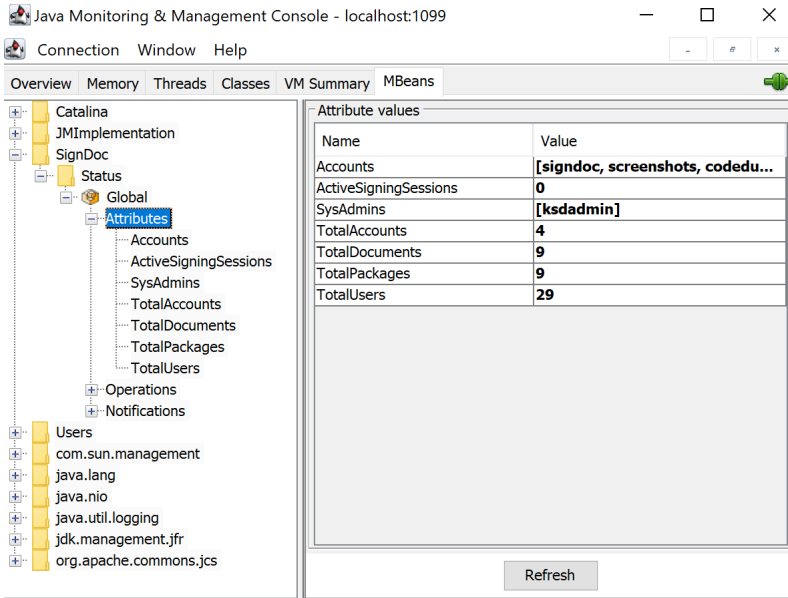 Java Monitoring & Management Console - localhost:1099
Connection Window Help
Overview Memory Threads Classes VM Summary MBeans
Catalina
JMImplementation
SignDoc
Status
Global
Attributes
Accounts
ActiveSigningSessions
SysAdmins
TotalAccounts
TotalDocuments
TotalPackages
TotalUsers
Operations
Notifications
Users
com.sun.management
java.lang
java.nio
java.util.logging
jdk.management.jfr
org.apache.commons.jcs
Attribute values
Name Value
Accounts [signdoc, screenshots, codedu...
ActiveSigningSessions 0
SysAdmins [ksdadmin]
TotalAccounts 4
TotalDocuments 9
TotalPackages 9
TotalUsers 29
Refresh